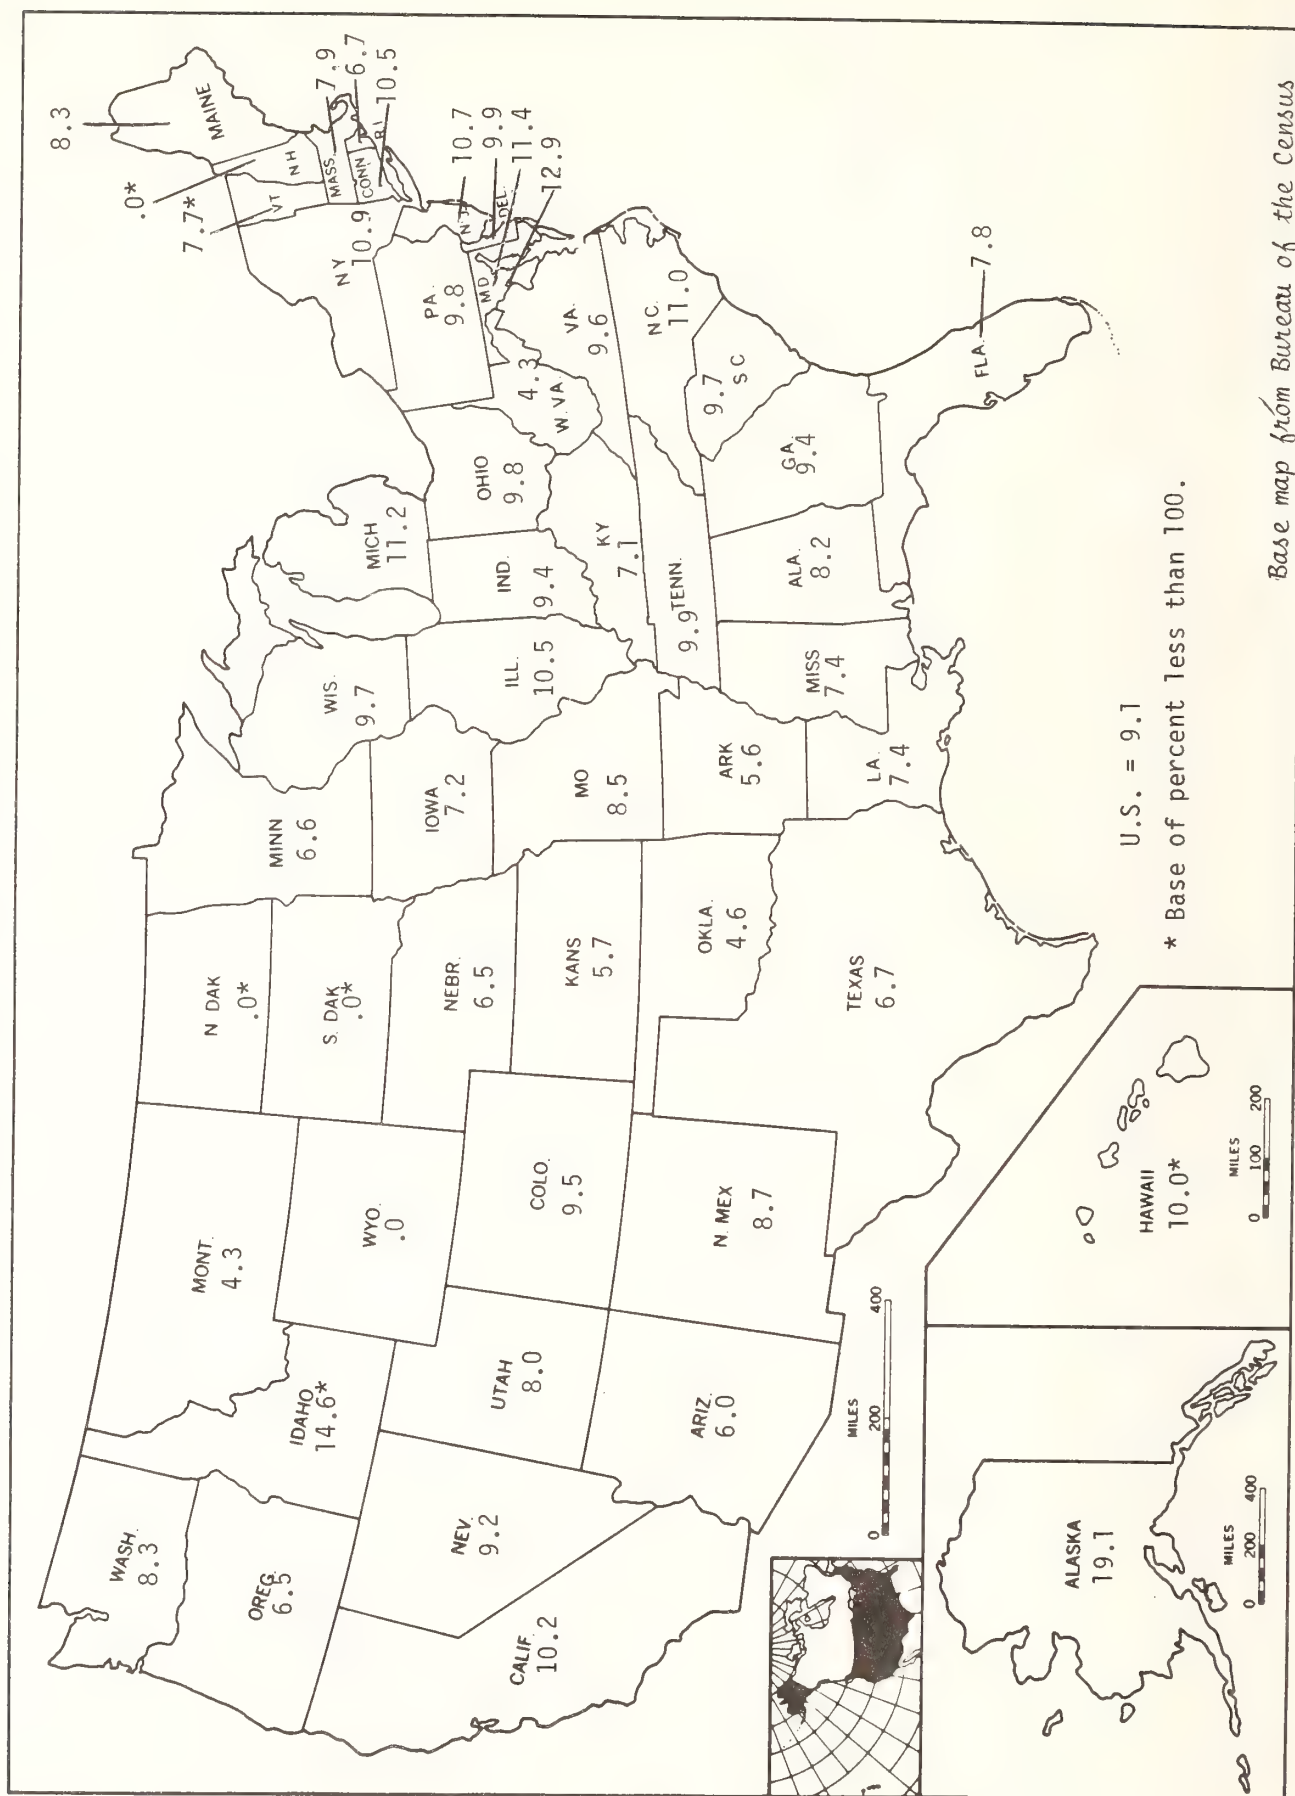 WASH.
8.3
OREG.
6.5
CALIF.
10.2
NEV.
9.2
IDAHO
14.6*
MONT.
4.3
WYO.
.0
UTAH
8.0
ARIZ.
6.0
COLO.
9.5
N. MEX
8.7
N DAK
.0*
S. DAK
.0*
NEBR.
6.5
KANS
5.7
OKLA.
4.6
TEXAS
6.7
MINN
6.6
IOWA
7.2
MO
8.5
ARK
5.6
LA.
7.4
WIS.
9.7
ILL.
10.5
MICH
11.2
IND.
9.4
OHIO
9.8
KY
7.1
9.9 TENN.
MISS
7.4
ALA.
8.2
GA.
9.4
FLA.
7.8
9.7
S C
N C.
11.0
VA.
9.6
4.3
W. VA.
PA.
9.8
NY
10.9
7.7*
VT
.0*
N H
8.3
MAINE
MASS.
7.9
R I
6.7
CONN
10.5
N. J.
10.7
DEL.
9.9
MD
11.4
12.9
MILES
0 200 400
ALASKA
19.1
MILES
0 200 400
HAWAII
10.0*
MILES
0 100 200
U.S. = 9.1
* Base of percent less than 100.
Base map from Bureau of the Census